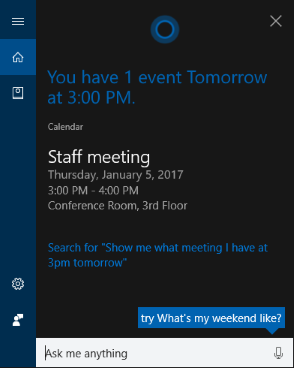 You have 1 event Tomorrow
at 3:00 PM.
Calendar
Staff meeting
Thursday, January 5, 2017
3:00 PM - 4:00 PM
Conference Room, 3rd Floor
Search for "Show me what meeting I have at
3pm tomorrow"
try What's my weekend like?
Ask me anything